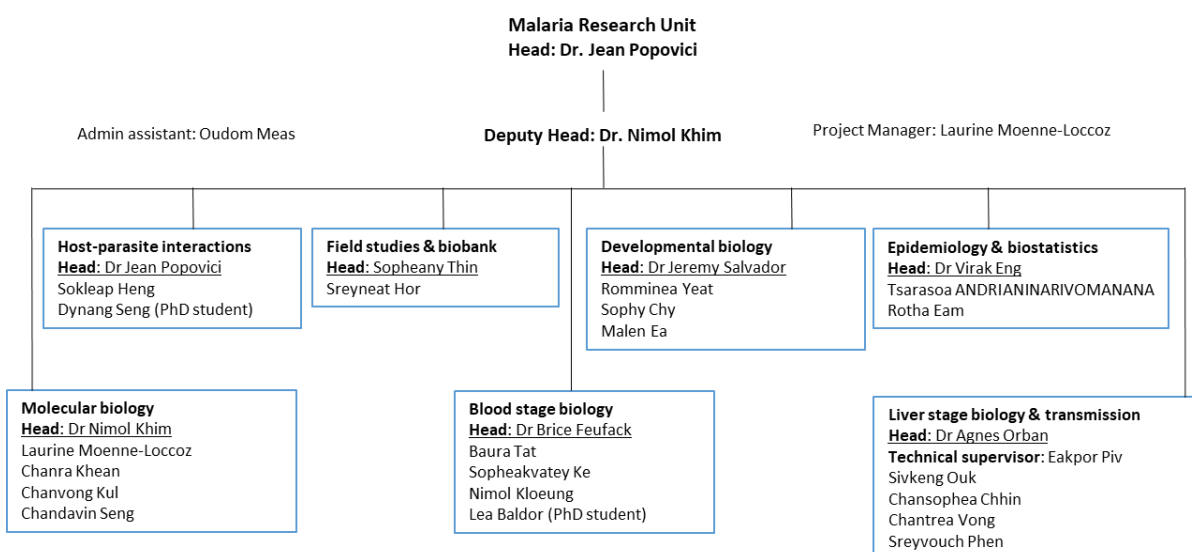 Malaria Research Unit
Head: Dr. Jean Popovici
Admin assistant: Oudom Meas
Deputy Head: Dr. Nimol Khim
Project Manager: Laurine Moenne-Loccoz
Host-parasite interactions
Head: Dr Jean Popovici
Sokleap Heng
Dynang Seng (PhD student)
Field studies & biobank
Head: Sopheany Thin
Sreyneat Hor
Developmental biology
Head: Dr Jeremy Salvador
Romminea Yeat
Sophy Chy
Malen Ea
Epidemiology & biostatistics
Head: Dr Virak Eng
Tsarasoa ANDRIANINARIVOMANANA
Rotha Eam
Molecular biology
Head: Dr Nimol Khim
Laurine Moenne-Loccoz
Chanra Khean
Chanvong Kul
Chandavin Seng
Blood stage biology
Head: Dr Brice Feufack
Baura Tat
Sopheakvatey Ke
Nimol Kloeung
Lea Baldor (PhD student)
Liver stage biology & transmission
Head: Dr Agnes Orban
Technical supervisor: Eakpor Piv
Sivkeng Ouk
Chansophea Chhin
Chantrea Vong
Sreyvouch Phen